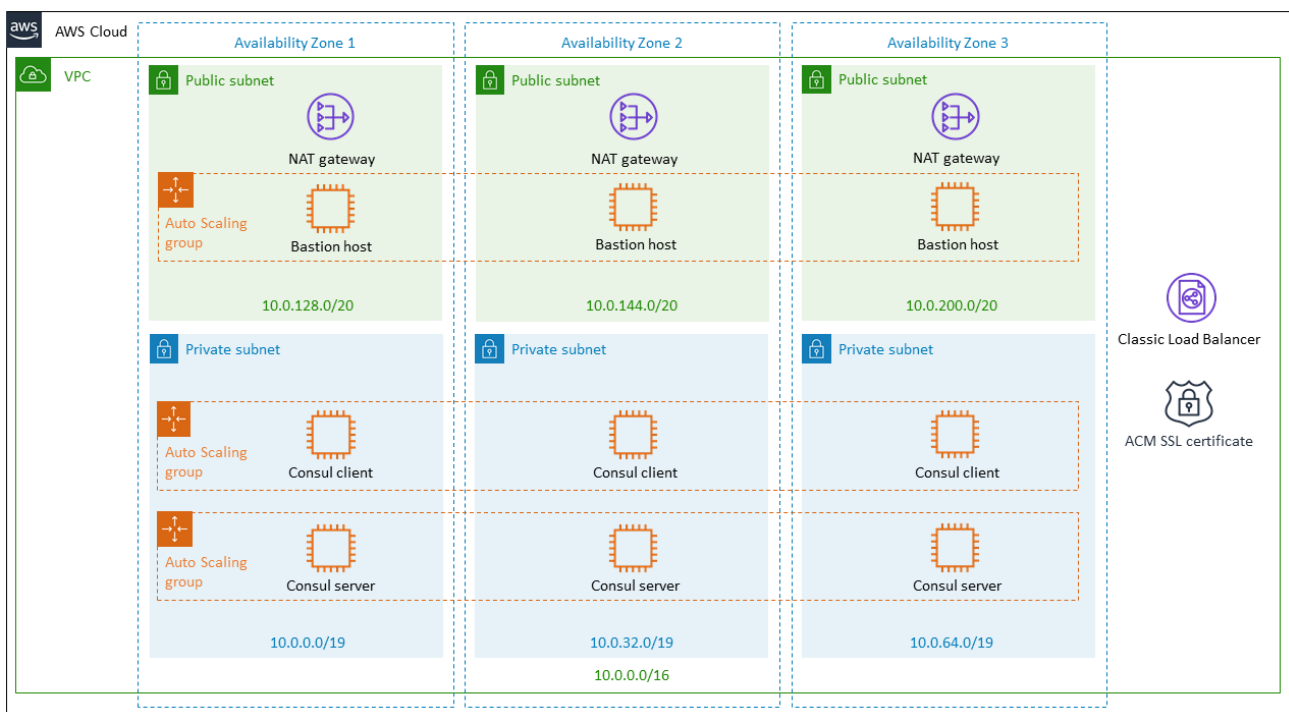 aws
AWS Cloud
Availability Zone 1
Availability Zone 2
Availability Zone 3
VPC
Public subnet
Public subnet
Public subnet
NAT gateway
NAT gateway
NAT gateway
Auto Scaling
group
Bastion host
Bastion host
Bastion host
10.0.128.0/20
10.0.144.0/20
10.0.200.0/20
Classic Load Balancer
ACM SSL certificate
Private subnet
Private subnet
Private subnet
Auto Scaling
group
Consul client
Consul client
Consul client
Auto Scaling
group
Consul server
Consul server
Consul server
10.0.0.0/19
10.0.32.0/19
10.0.64.0/19
10.0.0.0/16